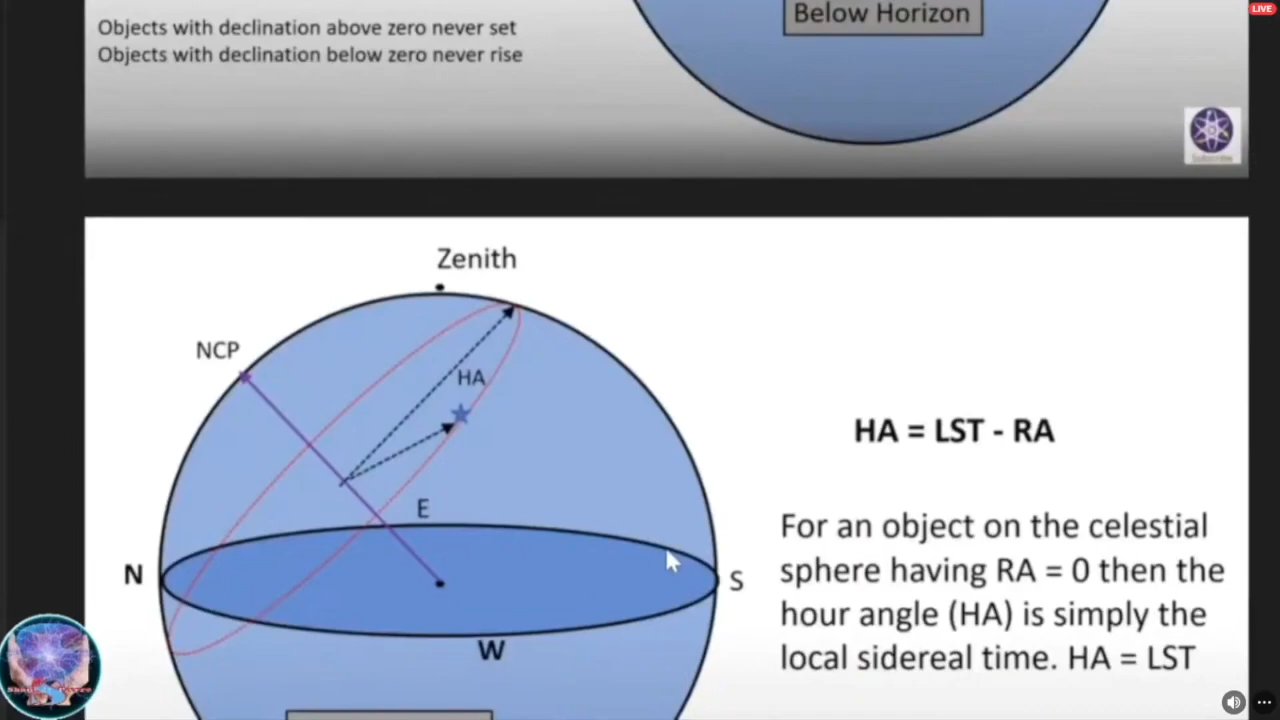 LIVE
Below Horizon
Objects with declination above zero never set
Objects with declination below zero never rise
Subscribe
Zenith
NCP
HA
HA = LST - RA
E
For an object on the celestial
sphere having RA = 0 then the
hour angle (HA) is simply the
local sidereal time. HA = LST
N
S
W